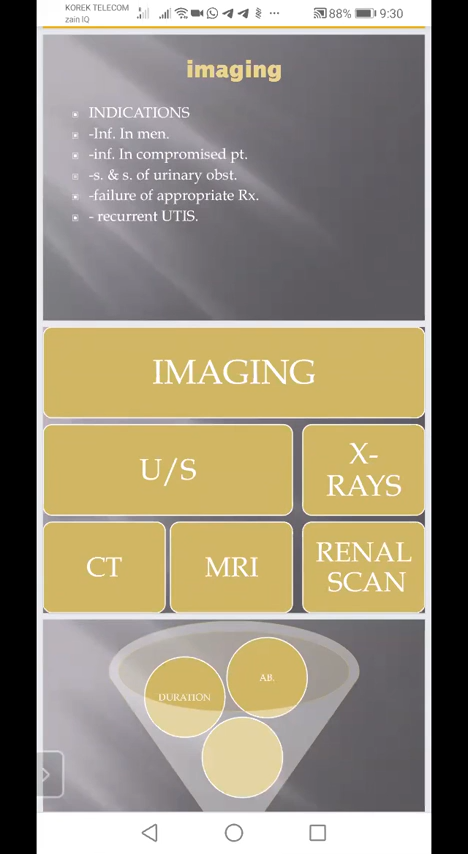 KOREK TELECOM
zain IQ
88% 9:30
imaging
INDICATIONS
-Inf. In men.
-inf. In compromised pt.
-s. & s. of urinary obst.
-failure of appropriate Rx.
- recurrent UTIS.
IMAGING
U/S
X-
RAYS
CT
MRI
RENAL
SCAN
AB.
DURATION